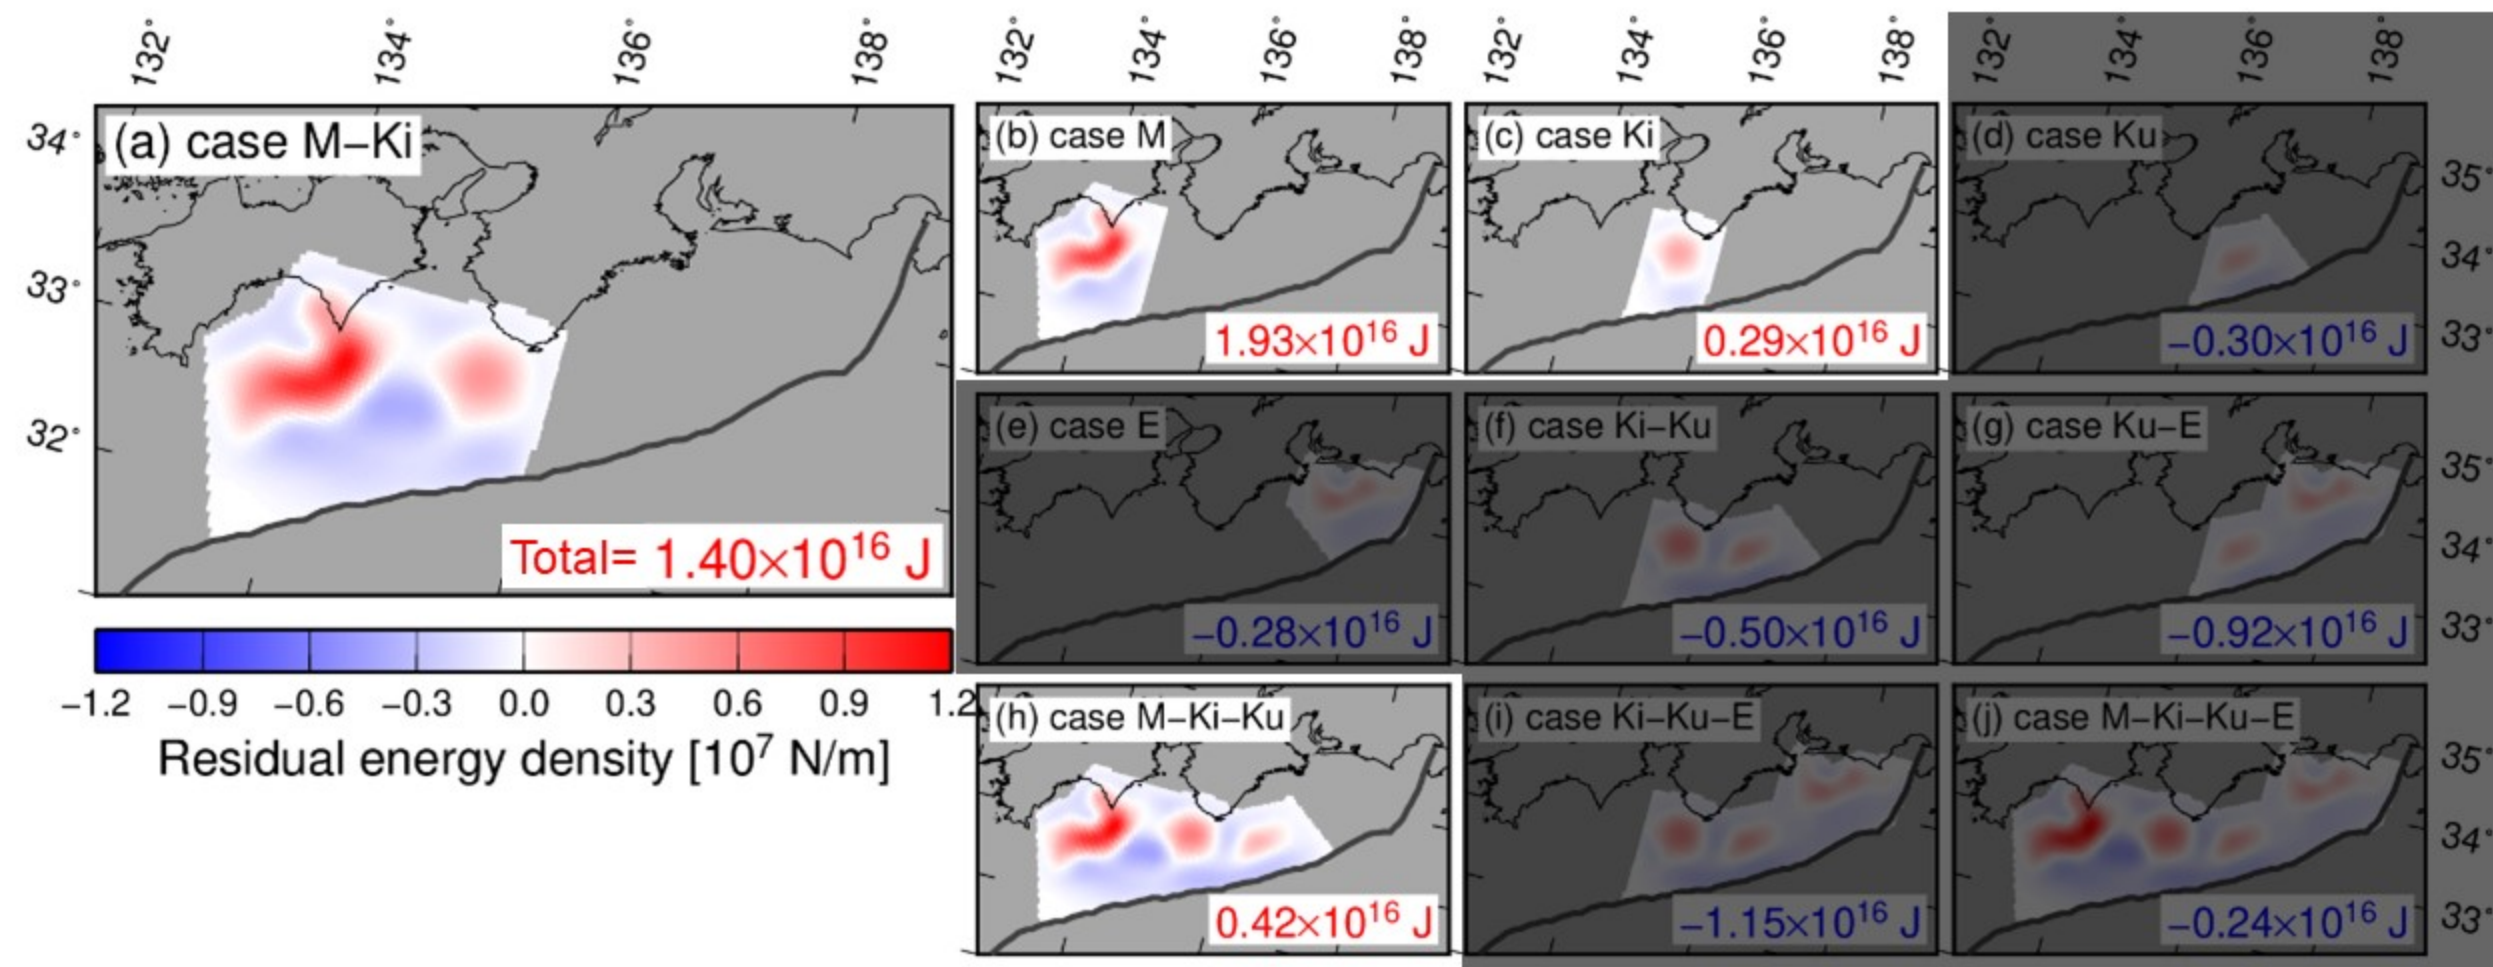 132° 134° 136° 138°
132° 134° 136° 138°
132° 134° 136° 138°
132° 134° 136° 138°
34°
33°
32°
(a) case M−Ki
Total= 1.40×10¹⁶ J
−1.2 −0.9 −0.6 −0.3 0.0 0.3 0.6 0.9 1.2
Residual energy density [10⁷ N/m]
(b) case M
1.93×10¹⁶ J
(c) case Ki
0.29×10¹⁶ J
(d) case Ku
−0.30×10¹⁶ J
35°
34°
33°
(e) case E
−0.28×10¹⁶ J
(f) case Ki−Ku
−0.50×10¹⁶ J
(g) case Ku−E
−0.92×10¹⁶ J
35°
34°
33°
(h) case M−Ki−Ku
0.42×10¹⁶ J
(i) case Ki−Ku−E
−1.15×10¹⁶ J
(j) case M−Ki−Ku−E
−0.24×10¹⁶ J
35°
34°
33°